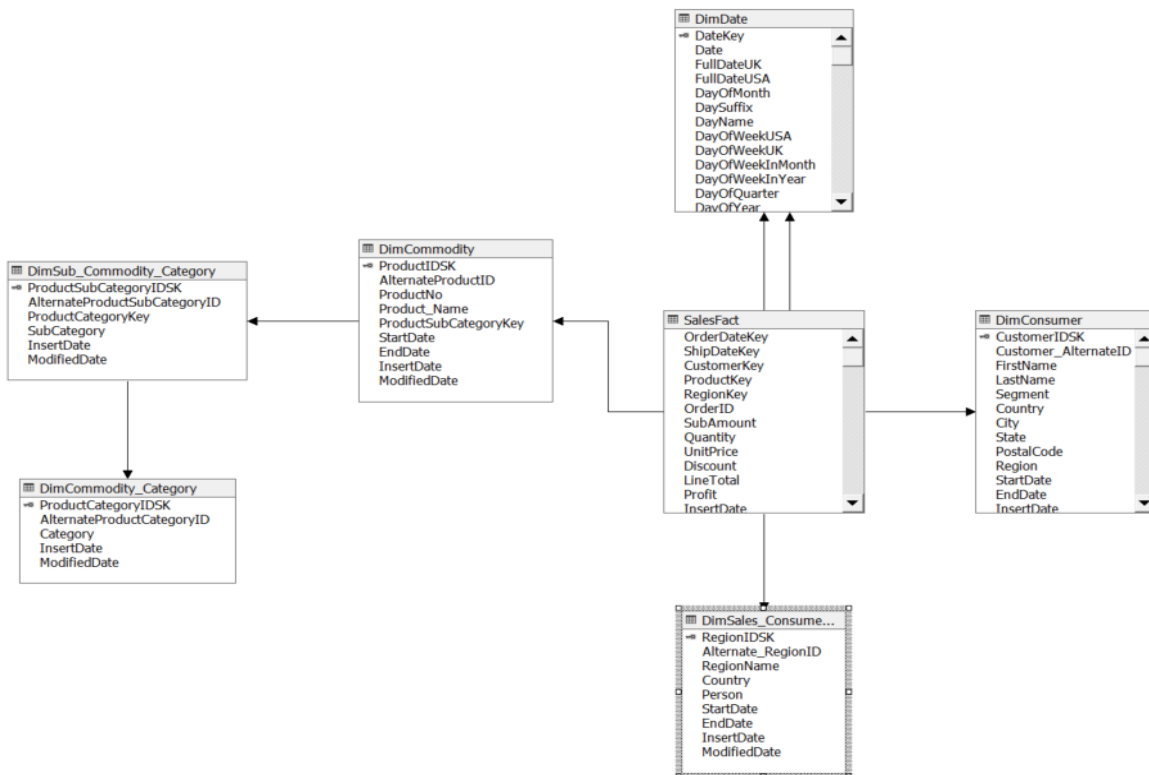 DimDate
DateKey
Date
FullDateUK
FullDateUSA
DayOfMonth
DaySuffix
DayName
DayOfWeekUSA
DayOfWeekUK
DayOfWeekInMonth
DayOfWeekInYear
DayOfQuarter
DayOfYear
DimSub_Commodity_Category
ProductSubCategoryIDSK
AlternateProductSubCategoryID
ProductCategoryKey
SubCategory
InsertDate
ModifiedDate
DimCommodity
ProductIDSK
AlternateProductID
ProductNo
Product_Name
ProductSubCategoryKey
StartDate
EndDate
InsertDate
ModifiedDate
SalesFact
OrderDateKey
ShipDateKey
CustomerKey
ProductKey
RegionKey
OrderID
SubAmount
Quantity
UnitPrice
Discount
LineTotal
Profit
InsertDate
DimConsumer
CustomerIDSK
Customer_AlternateID
FirstName
LastName
Segment
Country
City
State
PostalCode
Region
StartDate
EndDate
InsertDate
DimCommodity_Category
ProductCategoryIDSK
AlternateProductCategoryID
Category
InsertDate
ModifiedDate
DimSales_Consume...
RegionIDSK
Alternate_RegionID
RegionName
Country
Person
StartDate
EndDate
InsertDate
ModifiedDate